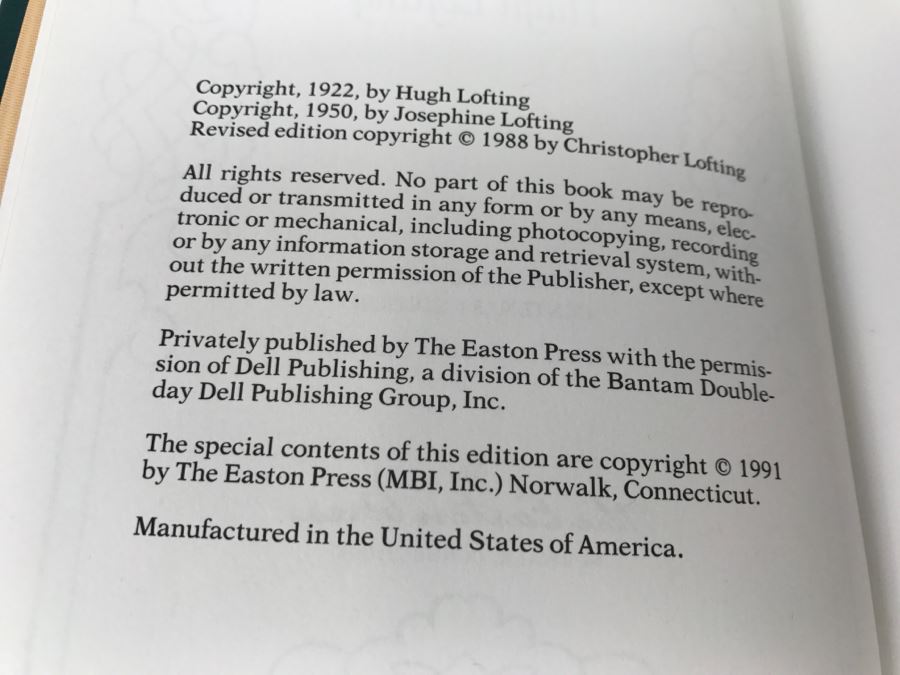 Copyright, 1922, by Hugh Lofting
Copyright, 1950, by Josephine Lofting
Revised edition copyright © 1988 by Christopher Lofting
All rights reserved. No part of this book may be repro-
duced or transmitted in any form or by any means, elec-
tronic or mechanical, including photocopying, recording
or by any information storage and retrieval system, with-
out the written permission of the Publisher, except where
permitted by law.
Privately published by The Easton Press with the permis-
sion of Dell Publishing, a division of the Bantam Double-
day Dell Publishing Group, Inc.
The special contents of this edition are copyright © 1991
by The Easton Press (MBI, Inc.) Norwalk, Connecticut.
Manufactured in the United States of America.